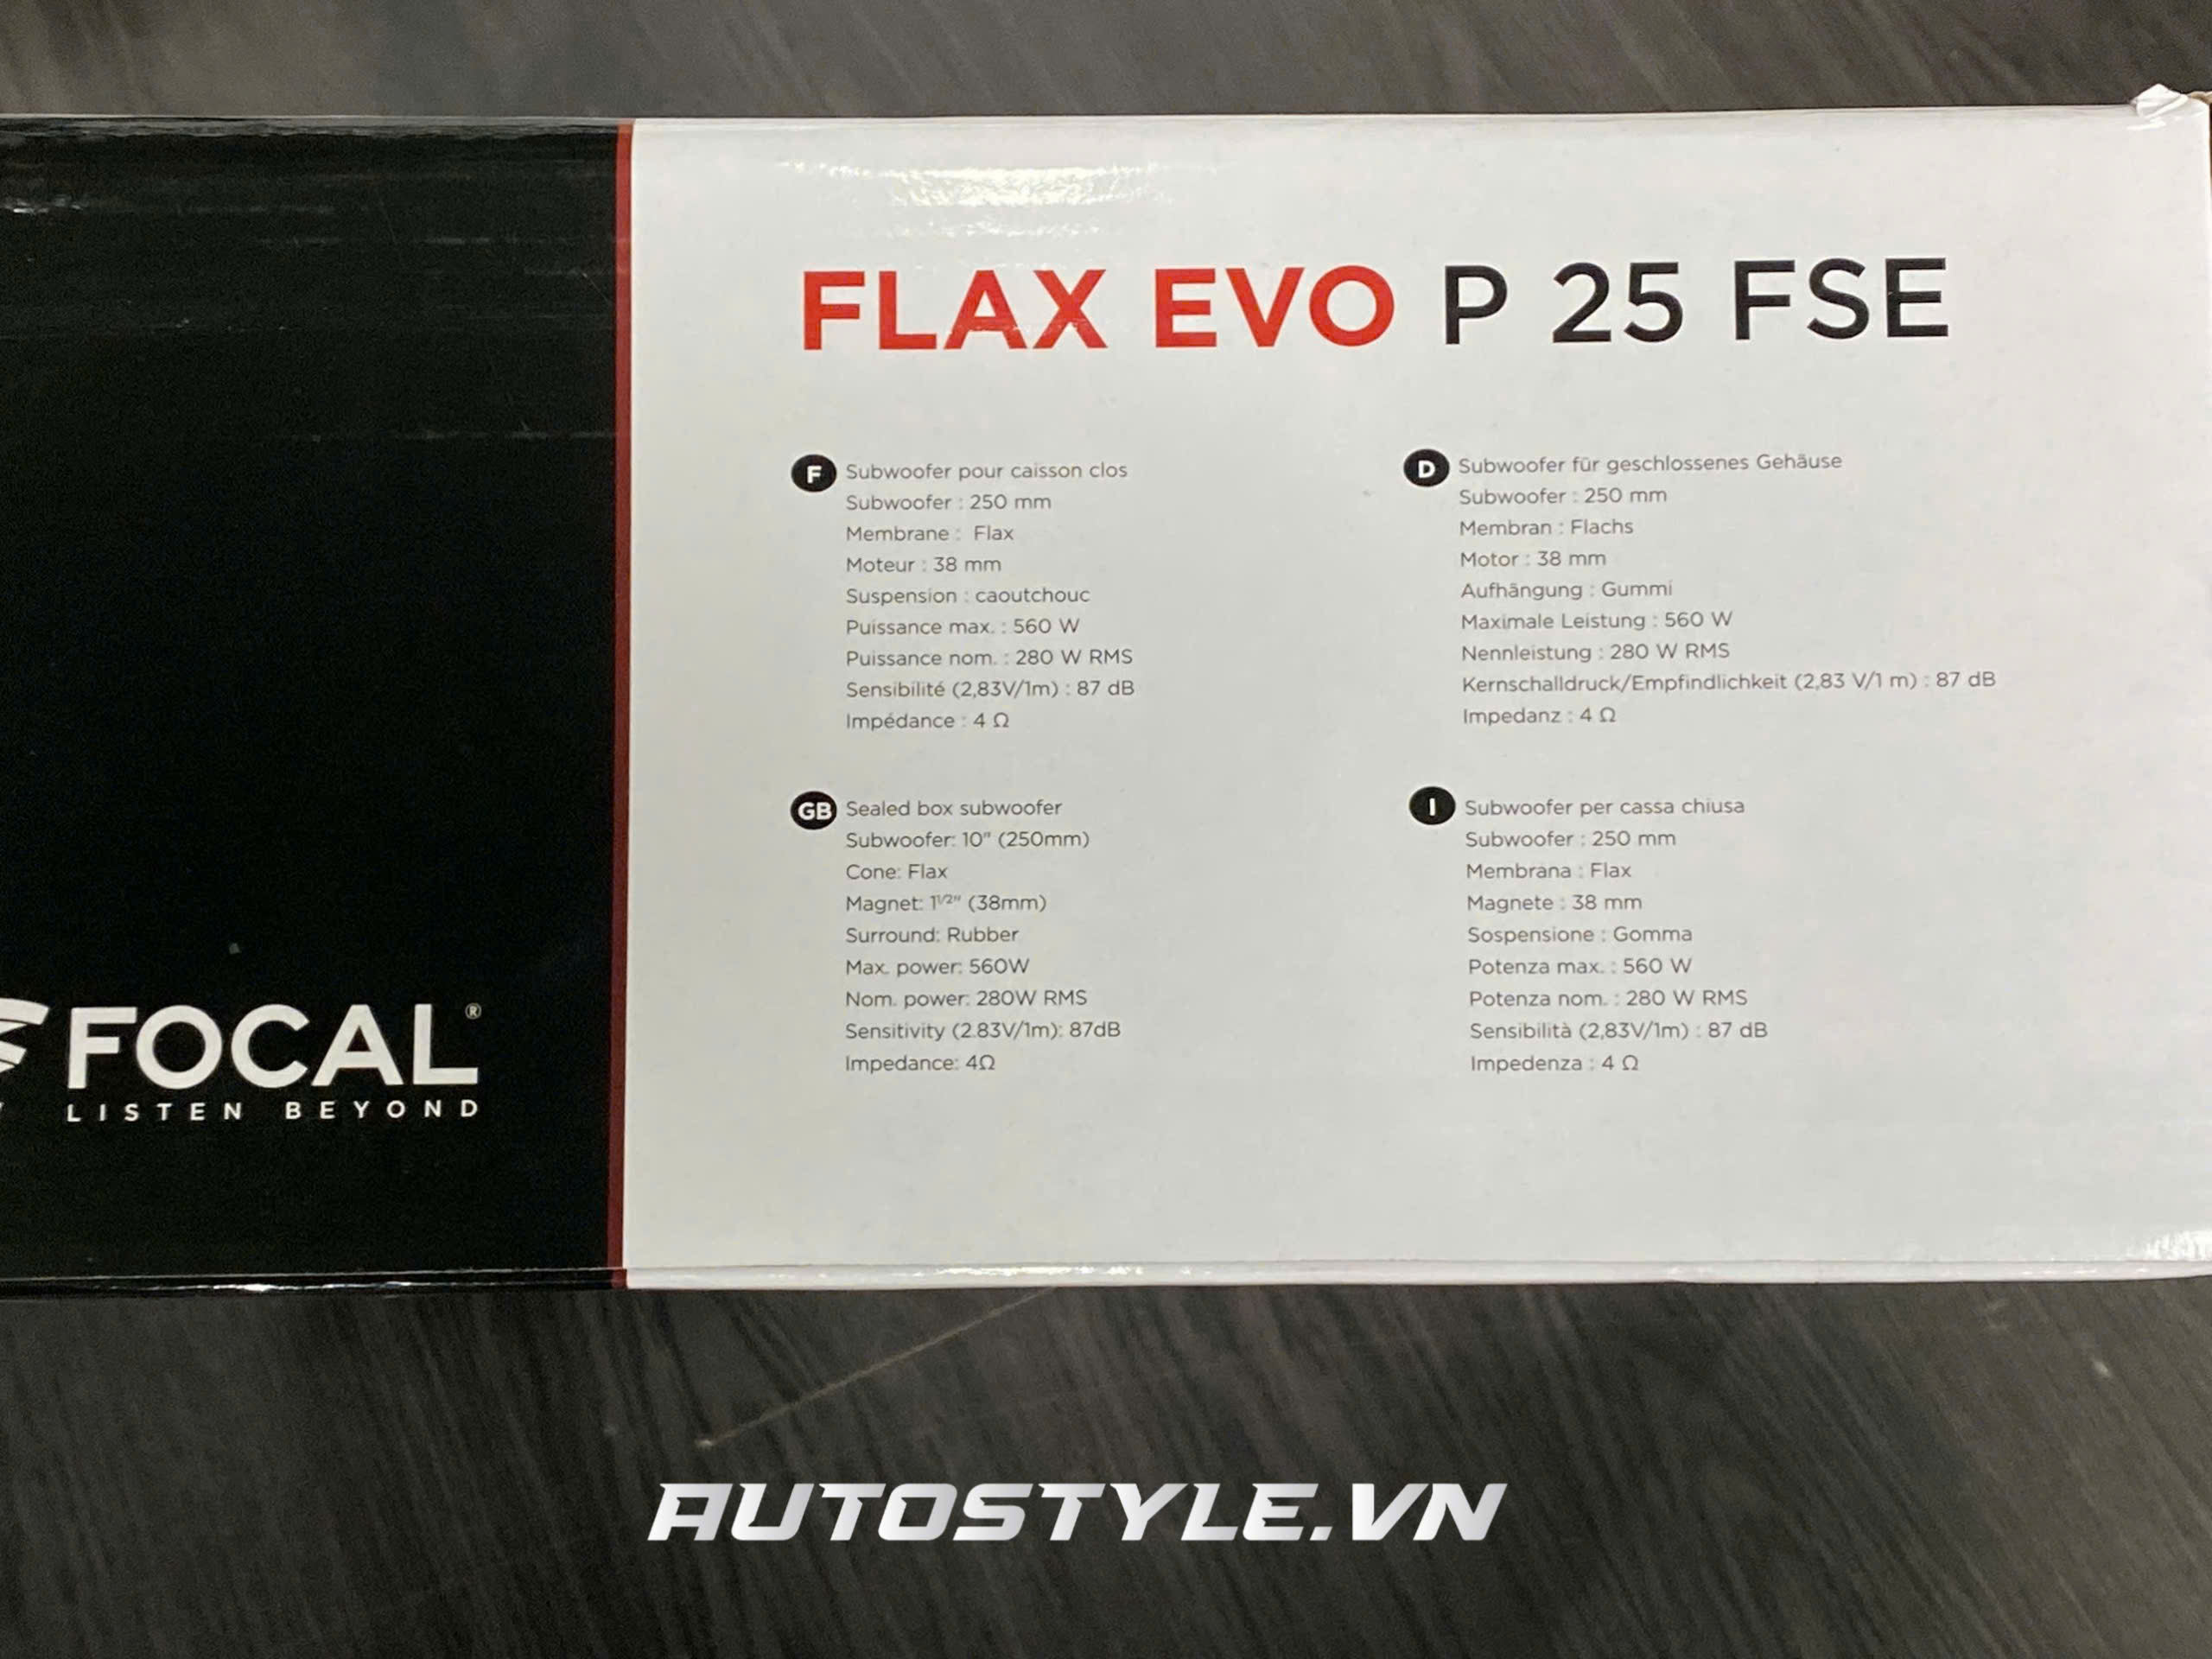 FLAX EVO P 25 FSE
F Subwoofer pour caisson clos
Subwoofer : 250 mm
Membrane : Flax
Moteur : 38 mm
Suspension : caoutchouc
Puissance max. : 560 W
Puissance nom. : 280 W RMS
Sensibilité (2,83V/1m) : 87 dB
Impédance : 4 Ω
D Subwoofer für geschlossenes Gehäuse
Subwoofer : 250 mm
Membran : Flachs
Motor : 38 mm
Aufhängung : Gummi
Maximale Leistung : 560 W
Nennleistung : 280 W RMS
Kernschalldruck/Empfindlichkeit (2,83 V/1 m) : 87 dB
Impedanz : 4 Ω
GB Sealed box subwoofer
Subwoofer: 10" (250mm)
Cone: Flax
Magnet: 11/2" (38mm)
Surround: Rubber
Max. power: 560W
Nom. power: 280W RMS
Sensitivity (2.83V/1m): 87dB
Impedance: 4Ω
I Subwoofer per cassa chiusa
Subwoofer : 250 mm
Membrana : Flax
Magnete : 38 mm
Sospensione : Gomma
Potenza max. : 560 W
Potenza nom. : 280 W RMS
Sensibilità (2,83V/1m) : 87 dB
Impedenza : 4 Ω
FOCAL®
LISTEN BEYOND
AUTOSTYLE.VN